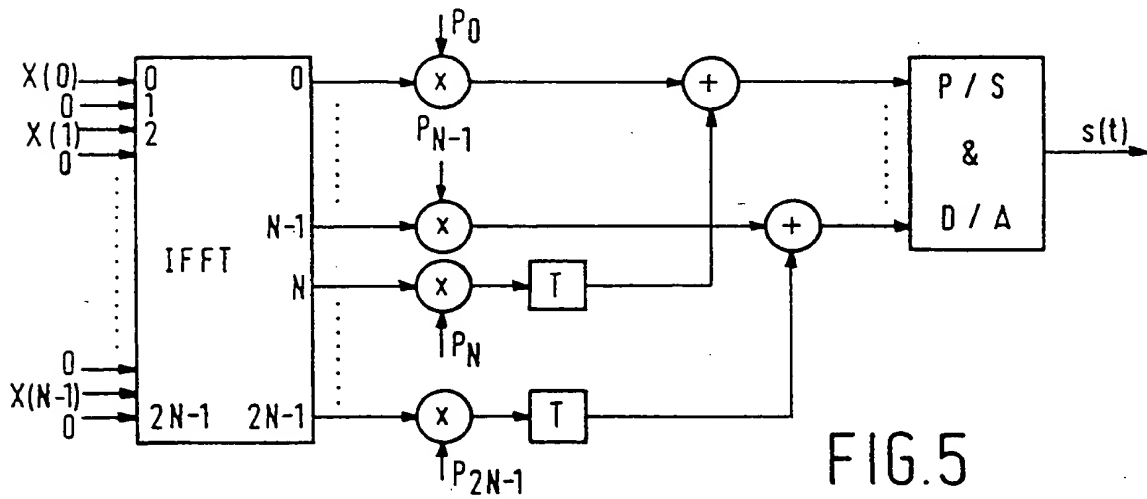 P0
X(0) 0 0
0 1
X(1) 2
0
PN-1
P / S
&
D / A
s(t)
N-1
IFFT
N
T
PN
0
X(N-1)
0 2N-1 2N-1
T
P2N-1
x
x
x
x
+
+
FIG.5